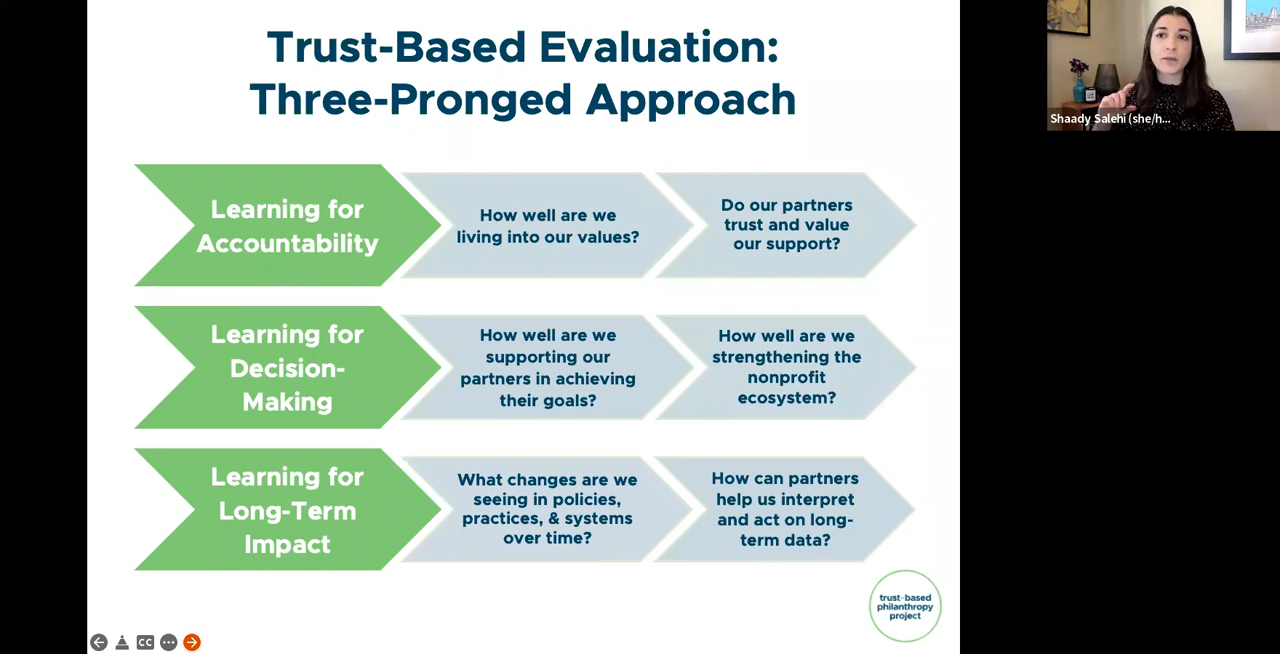 Trust-Based Evaluation:
Three-Pronged Approach
Learning for
Accountability
How well are we
living into our values?
Do our partners
trust and value
our support?
Learning for
Decision-
Making
How well are we
supporting our
partners in achieving
their goals?
How well are we
strengthening the
nonprofit
ecosystem?
Learning for
Long-Term
Impact
What changes are we
seeing in policies,
practices, & systems
over time?
How can partners
help us interpret
and act on long-
term data?
trust-based
philanthropy
project
CC
Shaady Salehi (she/h...